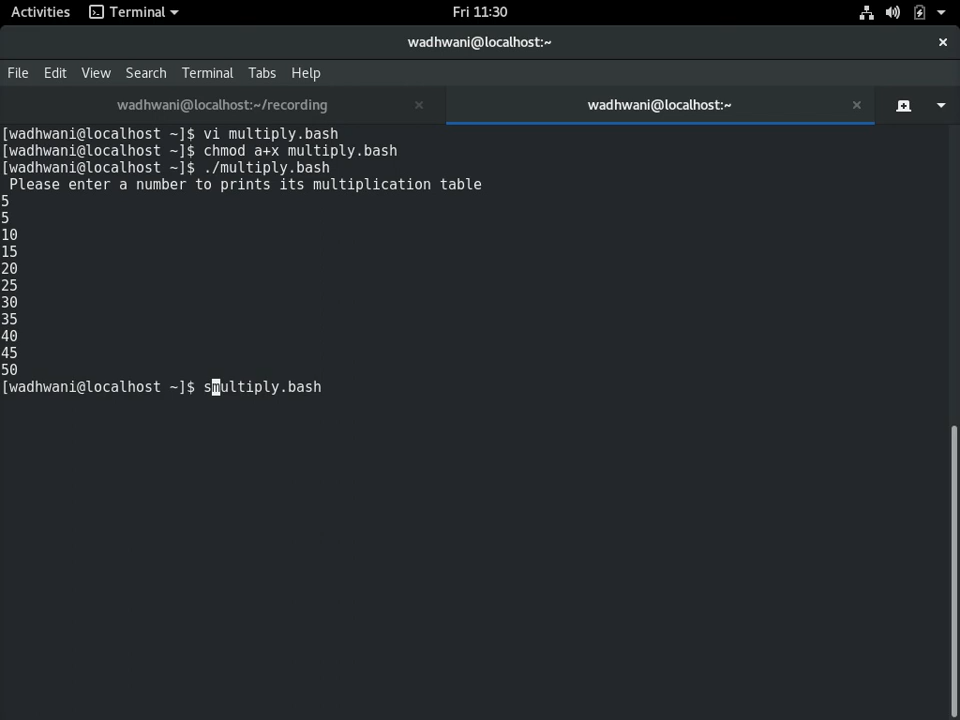 Activities Terminal Fri 11:30
wadhwani@localhost:~
File Edit View Search Terminal Tabs Help
wadhwani@localhost:~/recording wadhwani@localhost:~
[wadhwani@localhost ~]$ vi multiply.bash
[wadhwani@localhost ~]$ chmod a+x multiply.bash
[wadhwani@localhost ~]$ ./multiply.bash
Please enter a number to prints its multiplication table
5
5
10
15
20
25
30
35
40
45
50
[wadhwani@localhost ~]$ smultiply.bash